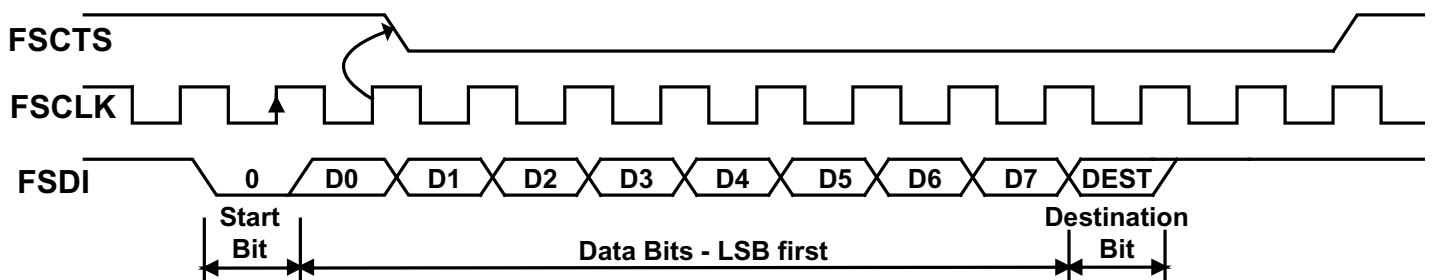 FSCTS
FSCLK
FSDI
0 D0 D1 D2 D3 D4 D5 D6 D7 DEST
Start
Bit
Data Bits - LSB first
Destination
Bit